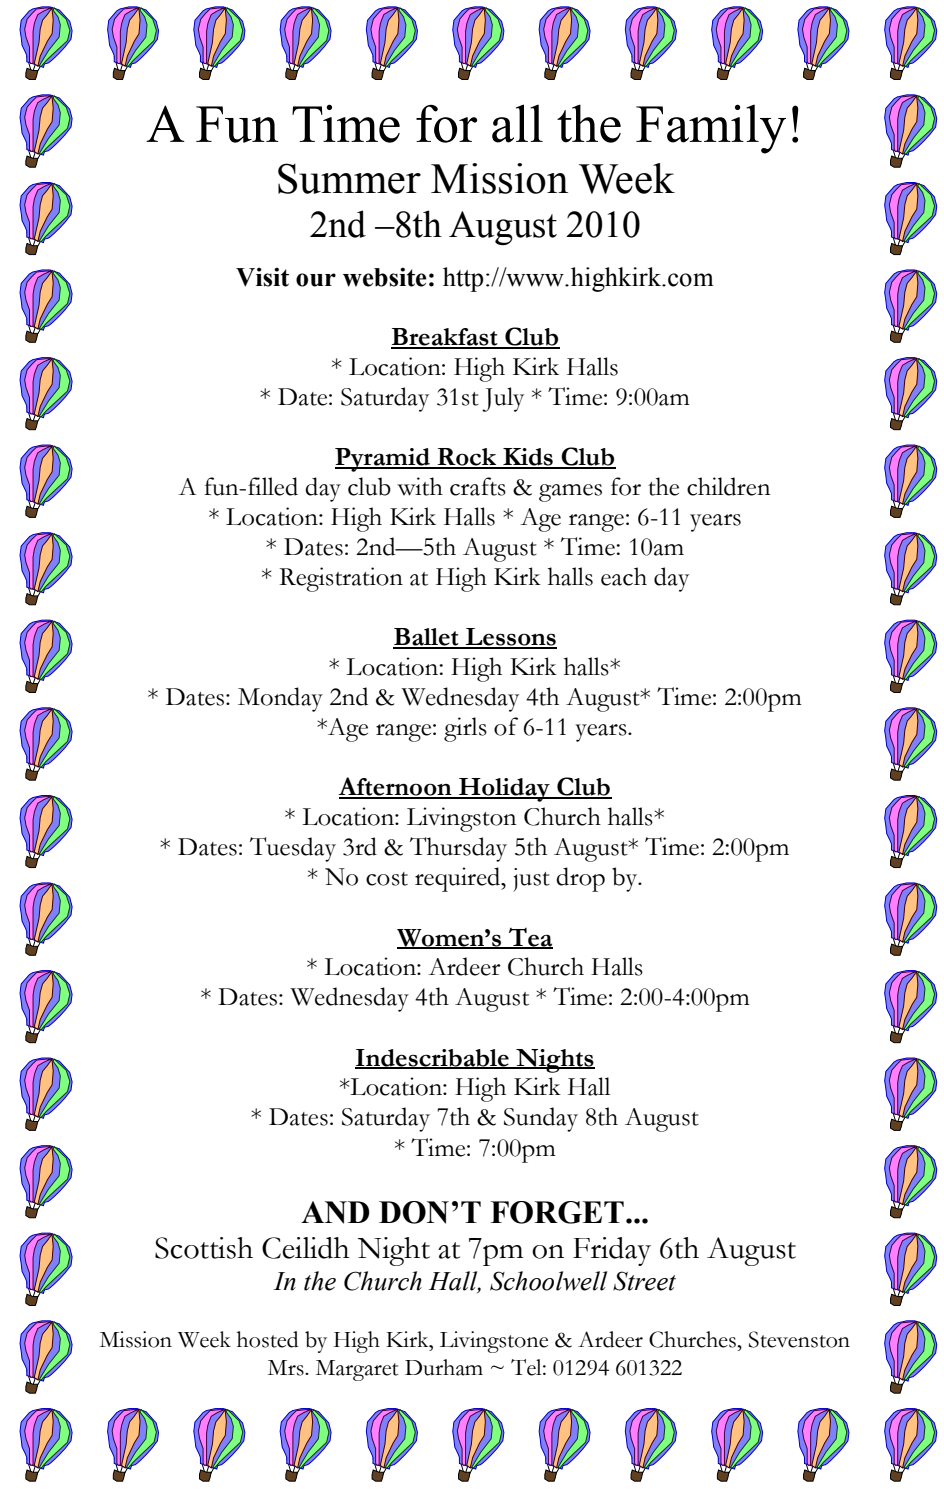 A Fun Time for all the Family!
Summer Mission Week
2nd –8th August 2010
Visit our website: http://www.highkirk.com
Breakfast Club
* Location: High Kirk Halls
* Date: Saturday 31st July * Time: 9:00am
Pyramid Rock Kids Club
A fun-filled day club with crafts & games for the children
* Location: High Kirk Halls * Age range: 6-11 years
* Dates: 2nd—5th August * Time: 10am
* Registration at High Kirk halls each day
Ballet Lessons
* Location: High Kirk halls*
* Dates: Monday 2nd & Wednesday 4th August* Time: 2:00pm
*Age range: girls of 6-11 years.
Afternoon Holiday Club
* Location: Livingston Church halls*
* Dates: Tuesday 3rd & Thursday 5th August* Time: 2:00pm
* No cost required, just drop by.
Women’s Tea
* Location: Ardeer Church Halls
* Dates: Wednesday 4th August * Time: 2:00-4:00pm
Indescribable Nights
*Location: High Kirk Hall
* Dates: Saturday 7th & Sunday 8th August
* Time: 7:00pm
AND DON’T FORGET...
Scottish Ceilidh Night at 7pm on Friday 6th August
In the Church Hall, Schoolwell Street
Mission Week hosted by High Kirk, Livingstone & Ardeer Churches, Stevenston
Mrs. Margaret Durham ~ Tel: 01294 601322